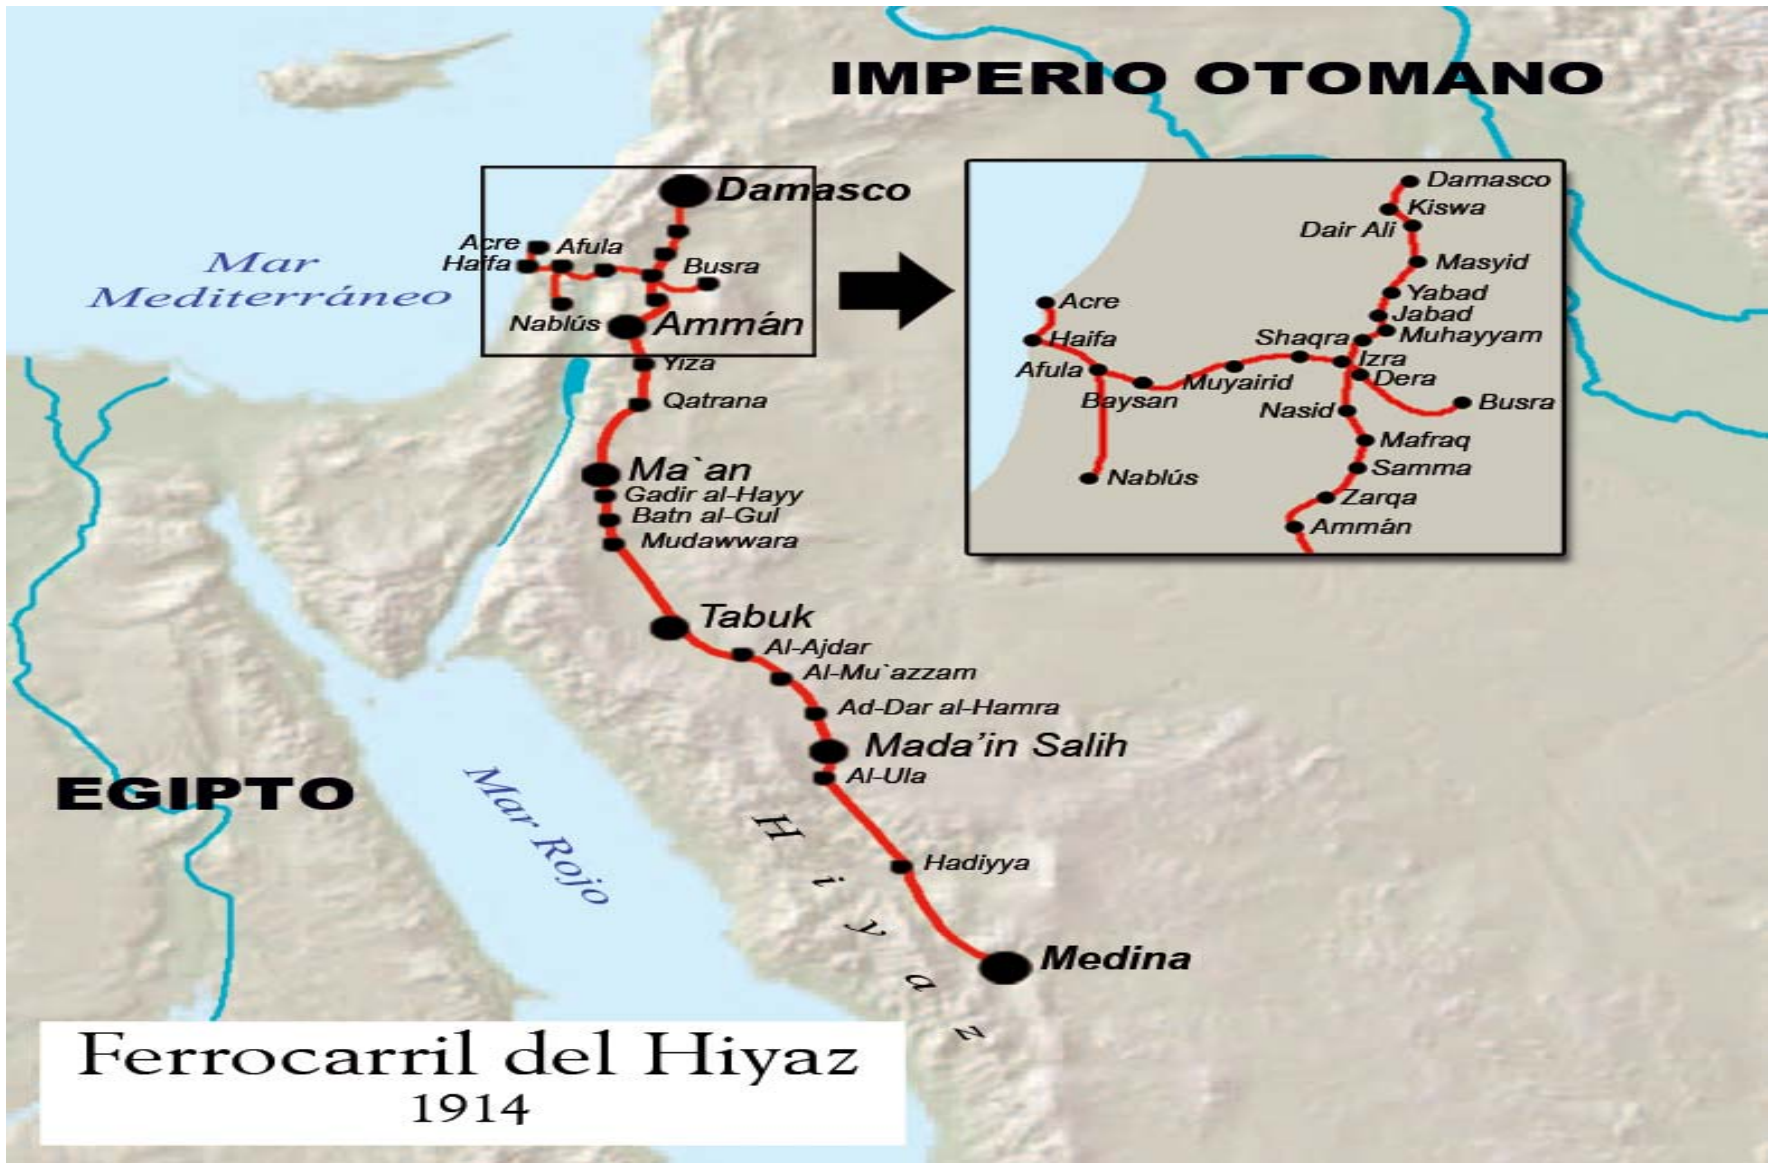 IMPERIO OTOMANO
Damasco
Acre
Afula
Haifa
Busra
Nablús
Ammán
Mar
Mediterráneo
Yiza
Qatrana
Ma`an
Gadir al-Hayy
Batn al-Gul
Mudawwara
Tabuk
Al-Ajdar
Al-Mu`azzam
Ad-Dar al-Hamra
Mada’in Salih
Al-Ula
Hadiyya
Medina
EGIPTO
Mar Rojo
Hiyaz
Damasco
Kiswa
Dair Ali
Masyid
Yabad
Jabad
Muhayyam
Shaqra
Izra
Dera
Acre
Haifa
Afula
Baysan
Muyairid
Nasid
Busra
Mafraq
Samma
Nablús
Zarqa
Ammán
Ferrocarril del Hiyaz
1914